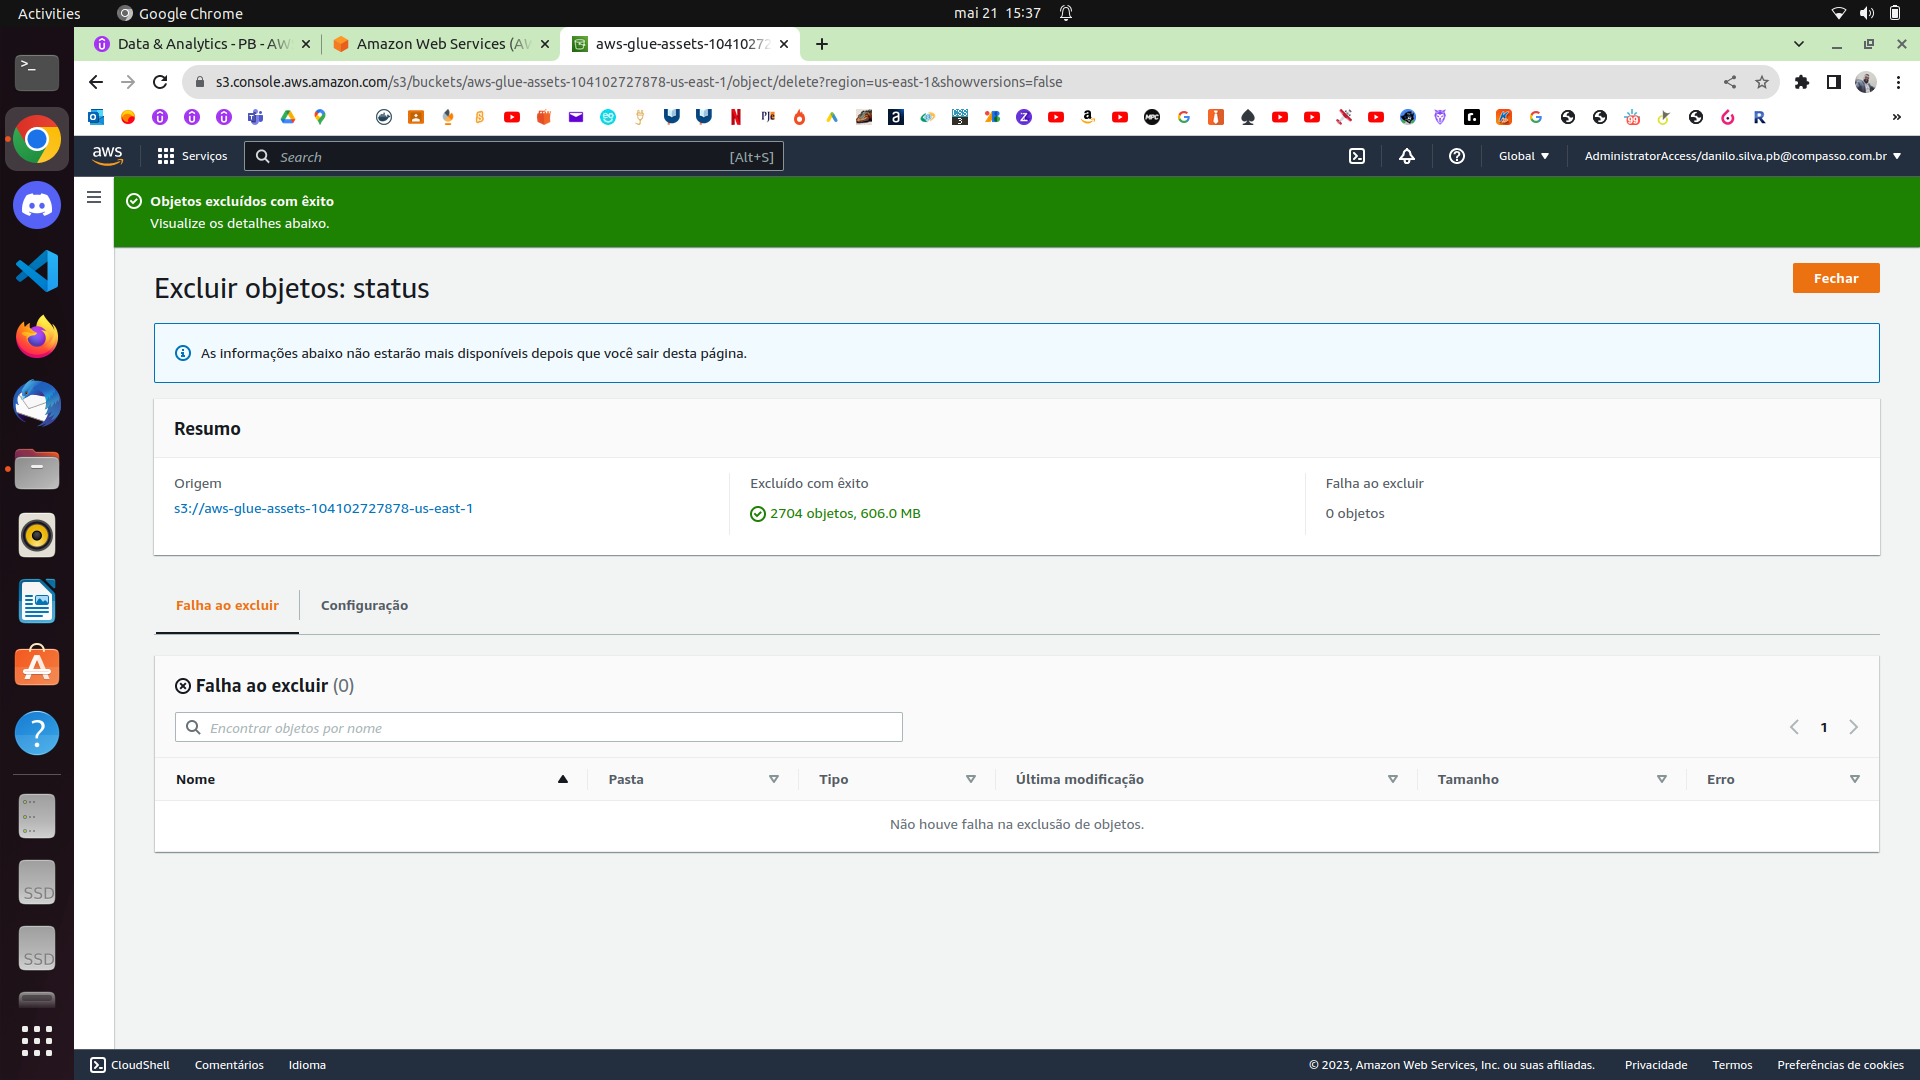 Activities
Google Chrome
mai 21 15:37
Data & Analytics - PB - AW
Amazon Web Services (AW
aws-glue-assets-10410272
s3.console.aws.amazon.com/s3/buckets/aws-glue-assets-104102727878-us-east-1/object/delete?region=us-east-1&showversions=false
aws
Serviços
Search
[Alt+S]
Global
AdministratorAccess/danilo.silva.pb@compasso.com.br
Objetos excluídos com êxito
Visualize os detalhes abaixo.
Excluir objetos: status
Fechar
As informações abaixo não estarão mais disponíveis depois que você sair desta página.
Resumo
Origem
s3://aws-glue-assets-104102727878-us-east-1
Excluído com êxito
2704 objetos, 606.0 MB
Falha ao excluir
0 objetos
Falha ao excluir
Configuração
Falha ao excluir (0)
Encontrar objetos por nome
1
Nome
Pasta
Tipo
Última modificação
Tamanho
Erro
Não houve falha na exclusão de objetos.
SSD
SSD
CloudShell
Comentários
Idioma
© 2023, Amazon Web Services, Inc. ou suas afiliadas.
Privacidade
Termos
Preferências de cookies